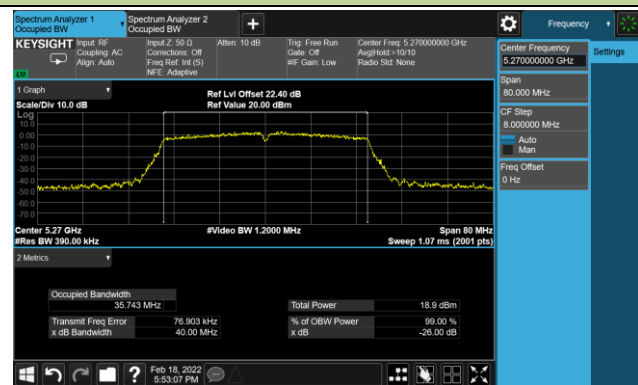 Spectrum Analyzer 1
Occupied BW
Spectrum Analyzer 2
Occupied BW
Frequency
KEYSIGHT
Input: RF
Coupling: AC
Align: Auto
Input Z: 50 Ω
Corrections: Off
Freq Ref: Int (S)
NFE: Adaptive
Atten: 10 dB
Trig: Free Run
Gate: Off
#IF Gain: Low
Center Freq: 5.270000000 GHz
Avg|Hold:>10/10
Radio Std: None
LXI
Center Frequency
5.270000000 GHz
Settings
Span
80.000 MHz
CF Step
8.000000 MHz
Auto
Man
Freq Offset
0 Hz
1 Graph
Scale/Div 10.0 dB
Ref Lvl Offset 22.40 dB
Ref Value 20.00 dBm
Log
10.0
0.00
-10.0
-20.0
-30.0
-40.0
-50.0
-60.0
-70.0
Center 5.27 GHz
#Video BW 1.2000 MHz
Span 80 MHz
#Res BW 390.00 kHz
Sweep 1.07 ms (2001 pts)
2 Metrics
Occupied Bandwidth
35.743 MHz
Total Power 18.9 dBm
Transmit Freq Error 76.903 kHz
% of OBW Power 99.00 %
x dB Bandwidth 40.00 MHz
x dB -26.00 dB
?
Feb 18, 2022
5:53:07 PM